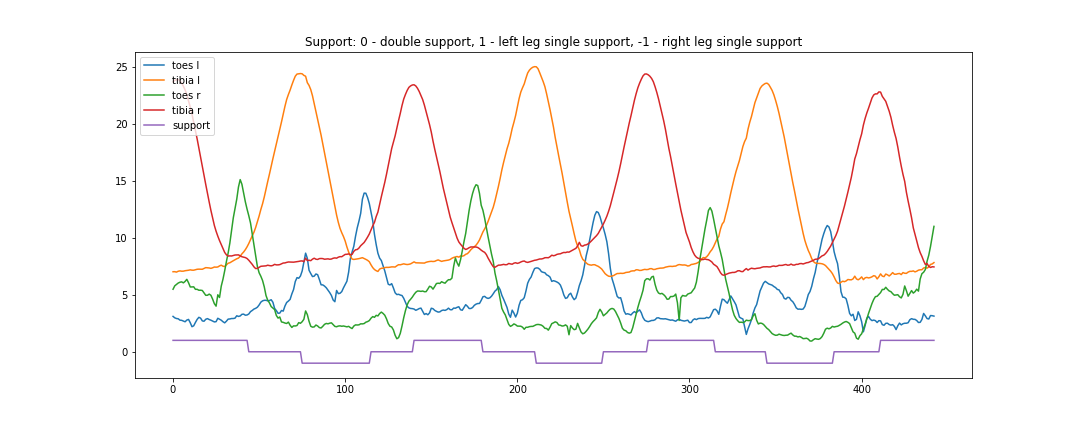 Support: 0 - double support, 1 - left leg single support, -1 - right leg single support
25
20
15
10
5
0
toes l
tibia l
toes r
tibia r
support
0 100 200 300 400